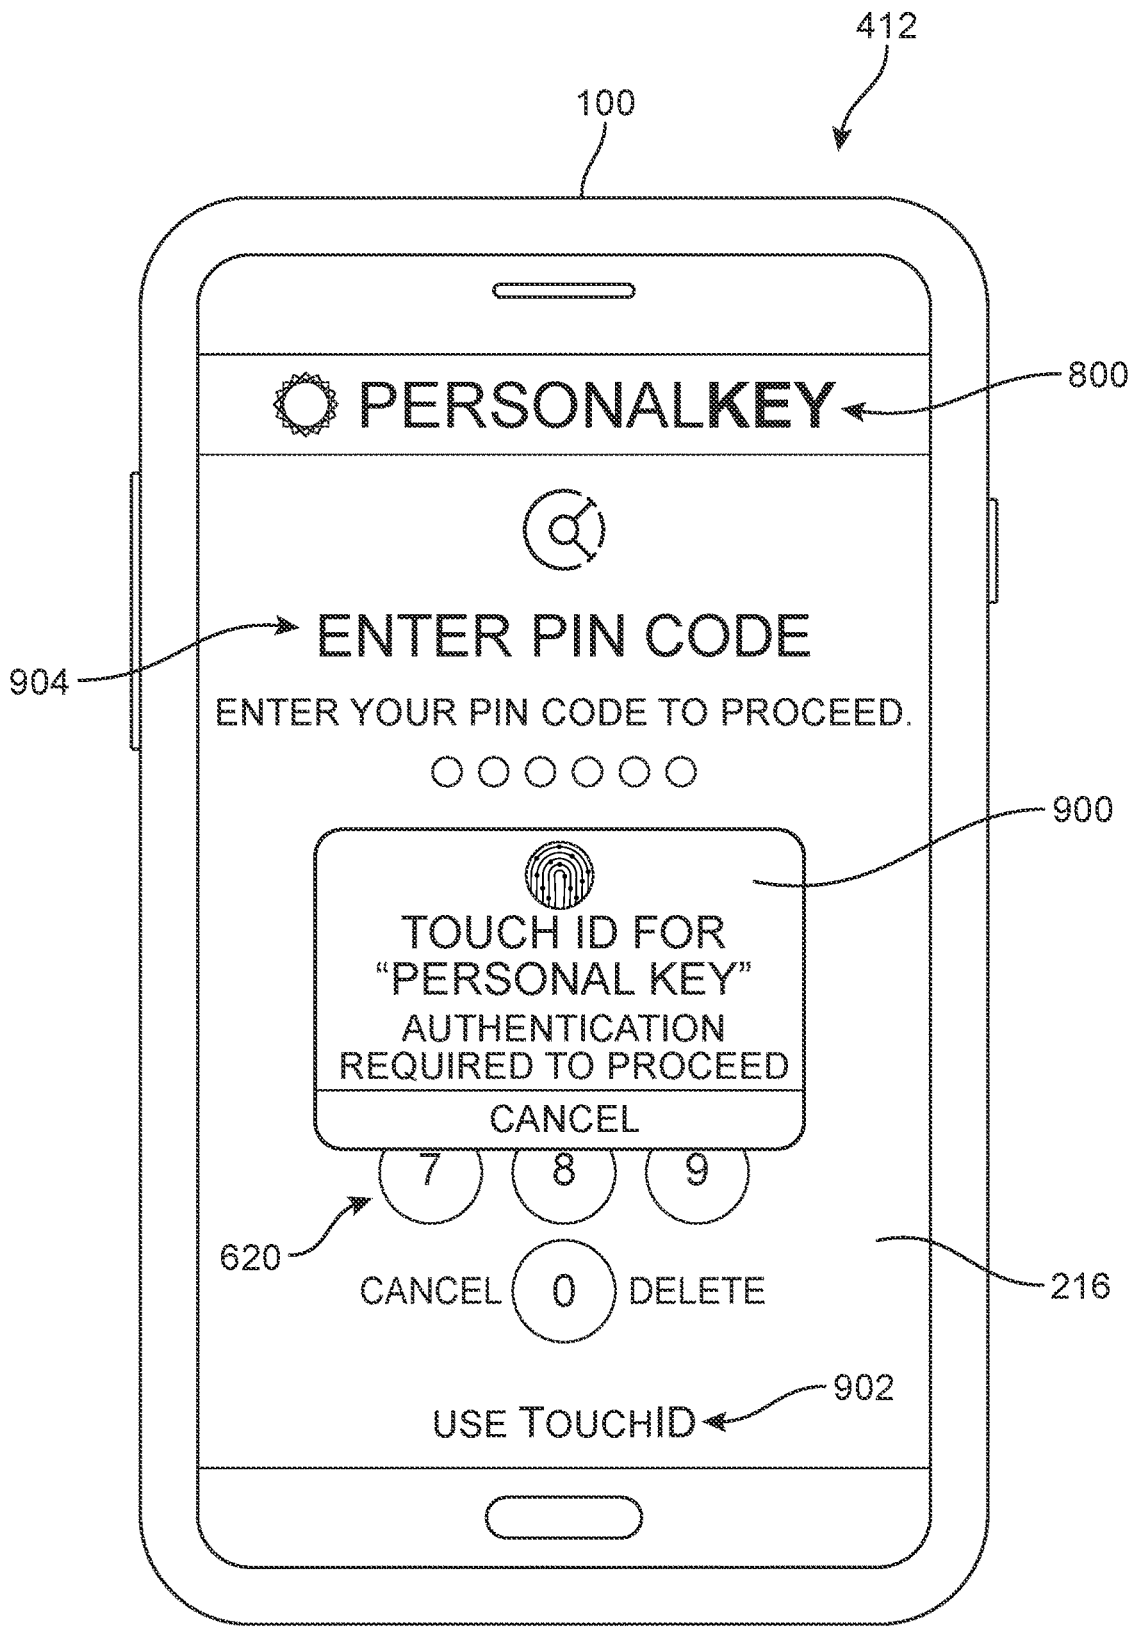 412
100
PERSONALKEY
800
ENTER PIN CODE
904
ENTER YOUR PIN CODE TO PROCEED.
900
TOUCH ID FOR
“PERSONAL KEY”
AUTHENTICATION
REQUIRED TO PROCEED
CANCEL
7 8 9
620
CANCEL 0 DELETE
216
902
USE TOUCHID